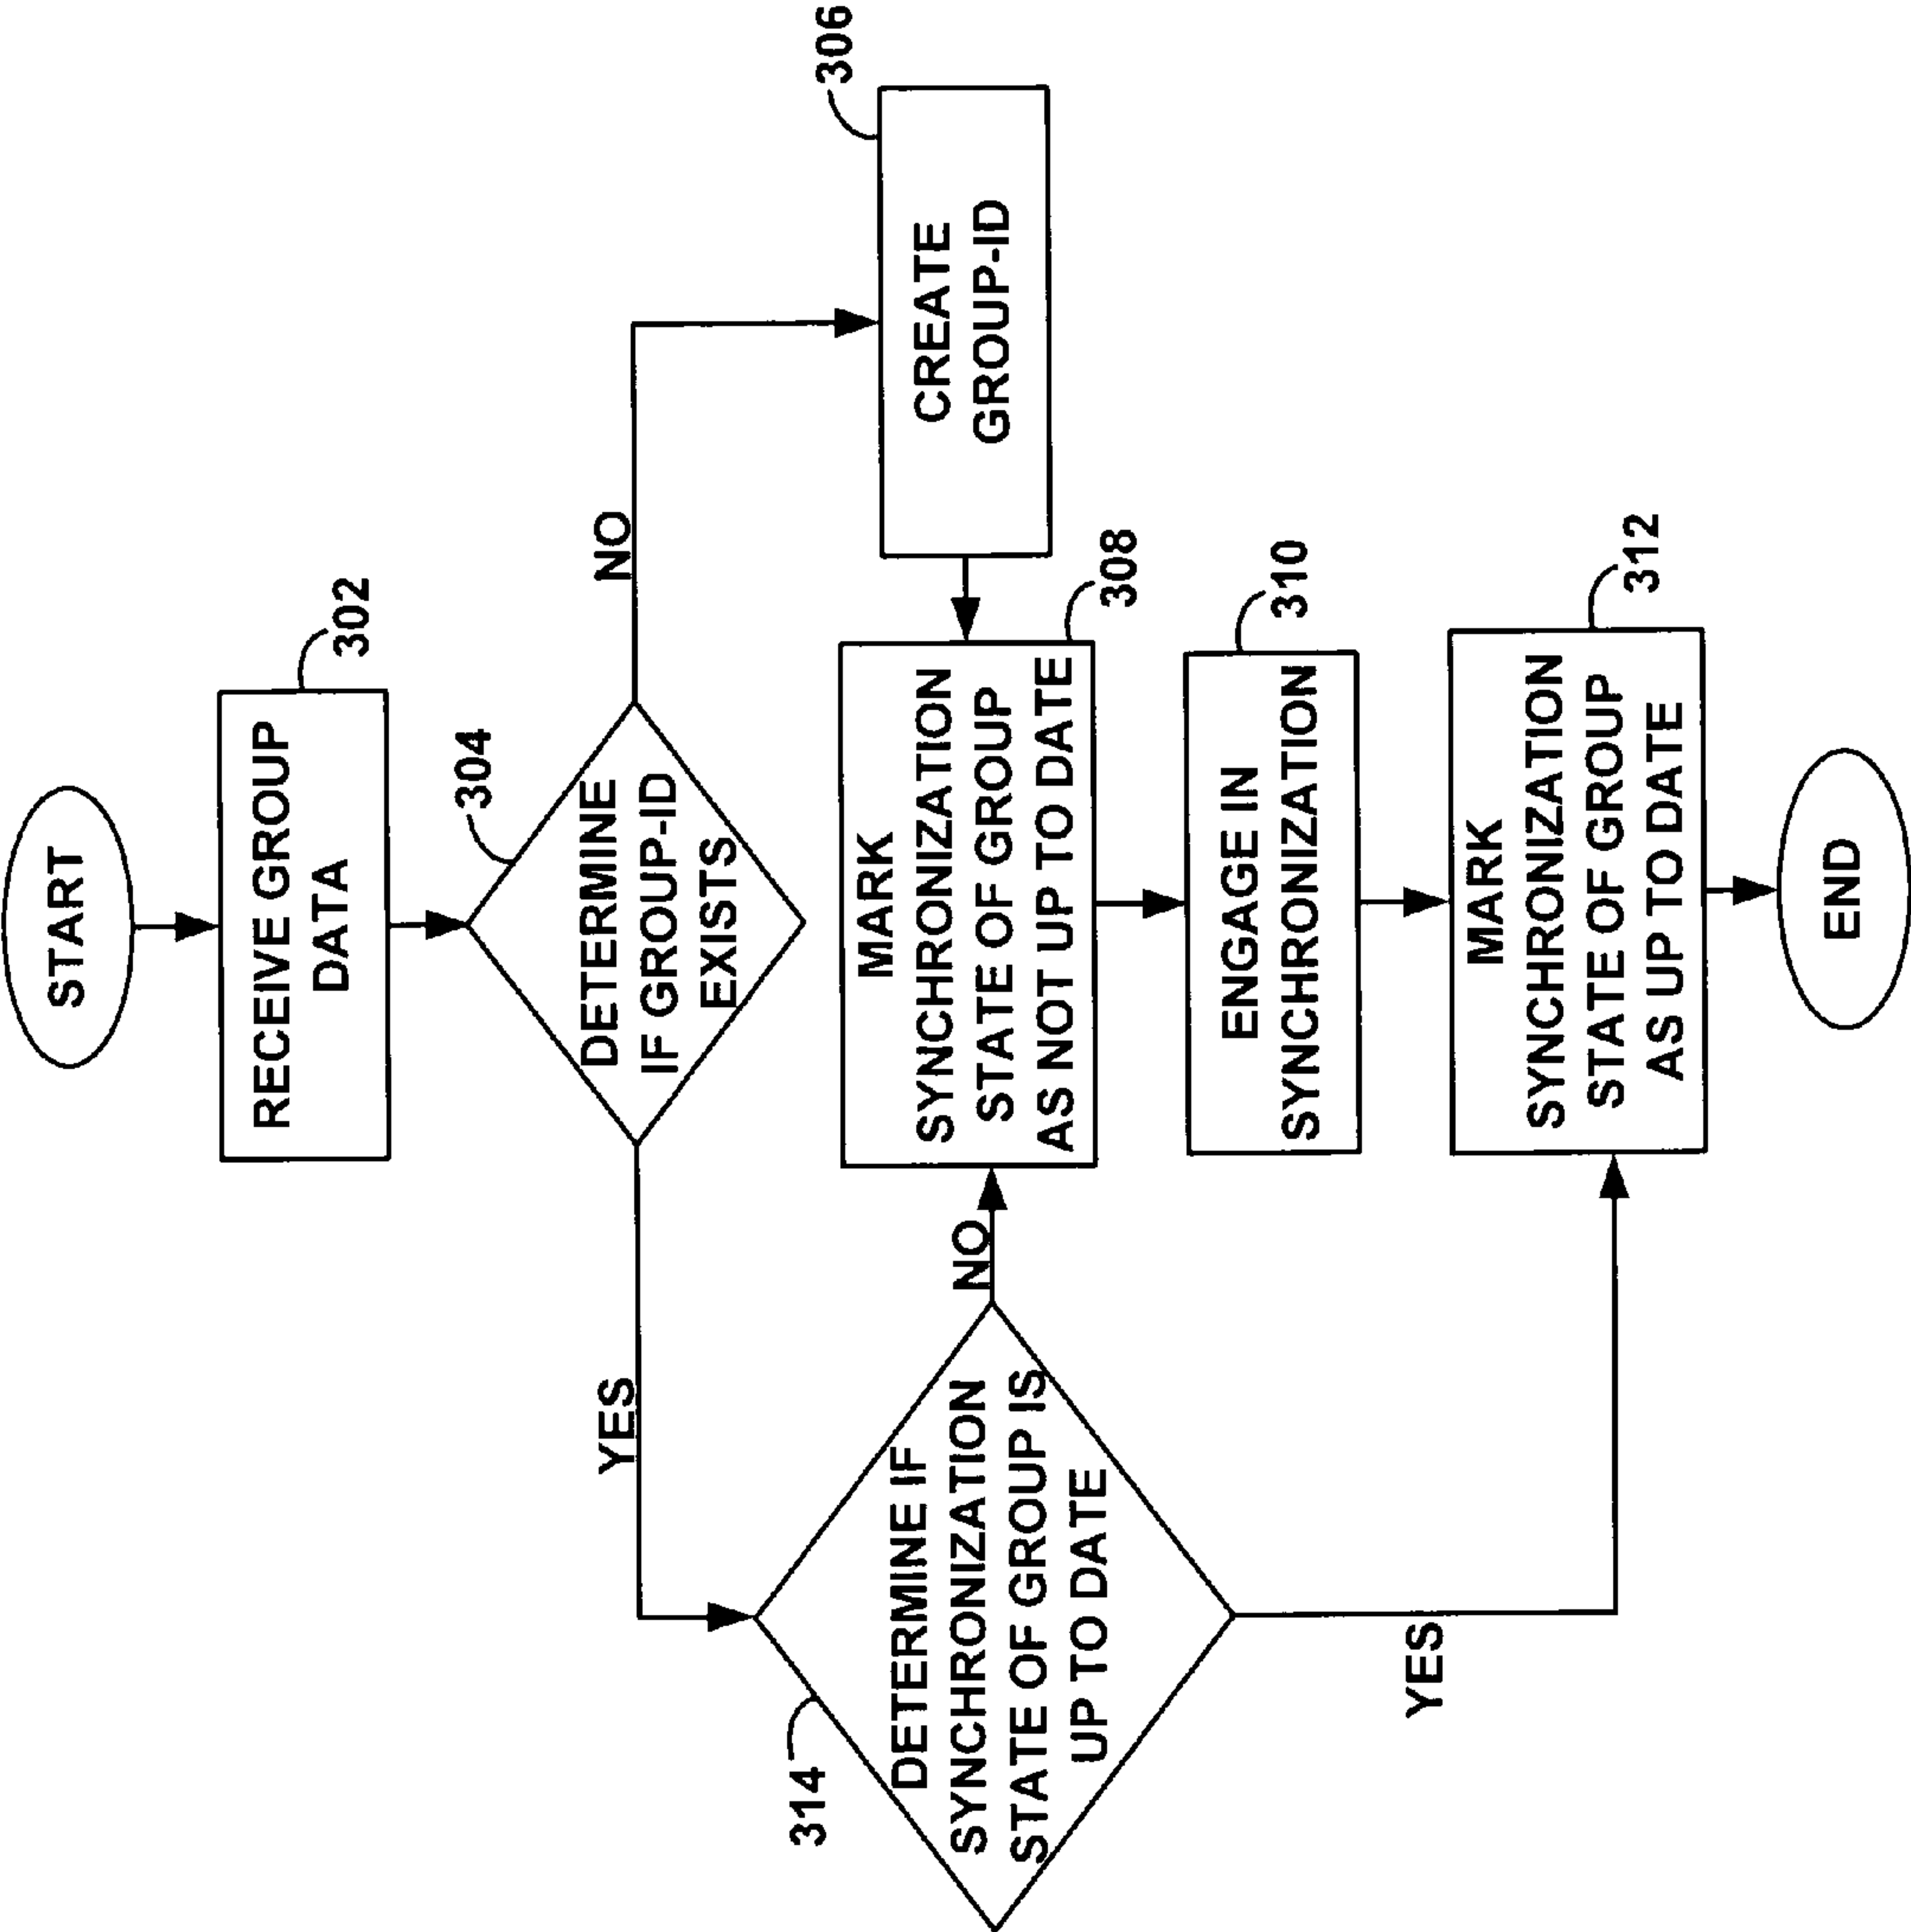 START
302
RECEIVE GROUP
DATA
304
DETERMINE
IF GROUP-ID
EXISTS
YES
NO
306
CREATE
GROUP-ID
314
DETERMINE IF
SYNCHRONIZATION
STATE OF GROUP IS
UP TO DATE
NO
YES
308
MARK
SYNCHRONIZATION
STATE OF GROUP
AS NOT UP TO DATE
310
ENGAGE IN
SYNCHRONIZATION
312
MARK
SYNCHRONIZATION
STATE OF GROUP
AS UP TO DATE
END